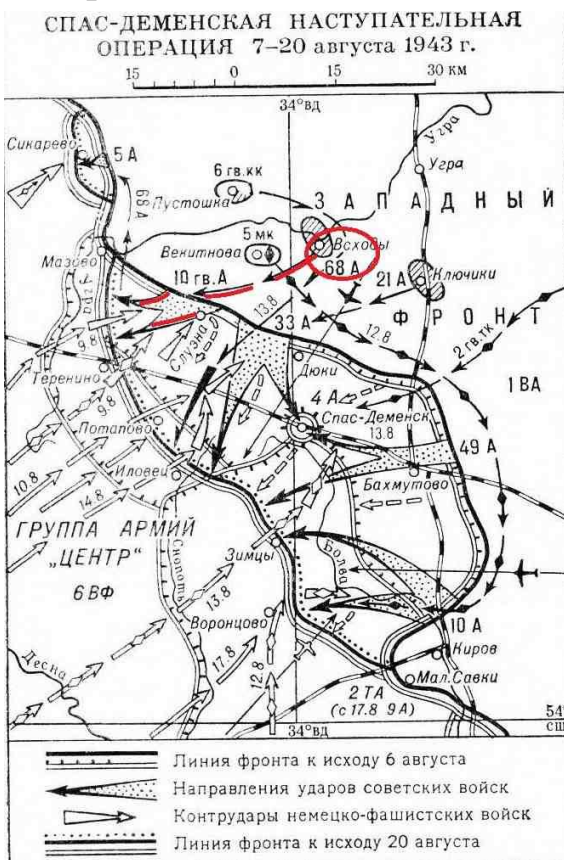 СПАС-ДЕМЕНСКАЯ НАСТУПАТЕЛЬНАЯ
ОПЕРАЦИЯ 7–20 августа 1943 г.
15 0 15 30 КМ
34°вд
Сикарево
5 А
6 гв.кк
Угра
Угра
Пустошка
ЗАПАДНЫЙ
68 А
5 мк
Всходы
Векитнова
Мазово
10 гв.А
68 А
21 А
Ключики
Угра
13.8
33 А
ФРОНТ
12.8
2 гв.тк
9.8
Слузна
Дюки
1 ВА
Теренино
9.8
4 А
Спас-Деменск
Потапово
13.8
49 А
10.8
14.8
Иловец
Бахмутово
ГРУППА АРМИЙ
„ЦЕНТР“
6 ВФ
Снопоть
Зимцы
Болва
13.8
Воронцово
10 А
Десна
17.8
12.8
Киров
Мал.Савки
2 ТА
(с 17.8 9 А)
54°
сш
34°вд
Линия фронта к исходу 6 августа
Направления ударов советских войск
Контрудары немецко-фашистских войск
Линия фронта к исходу 20 августа